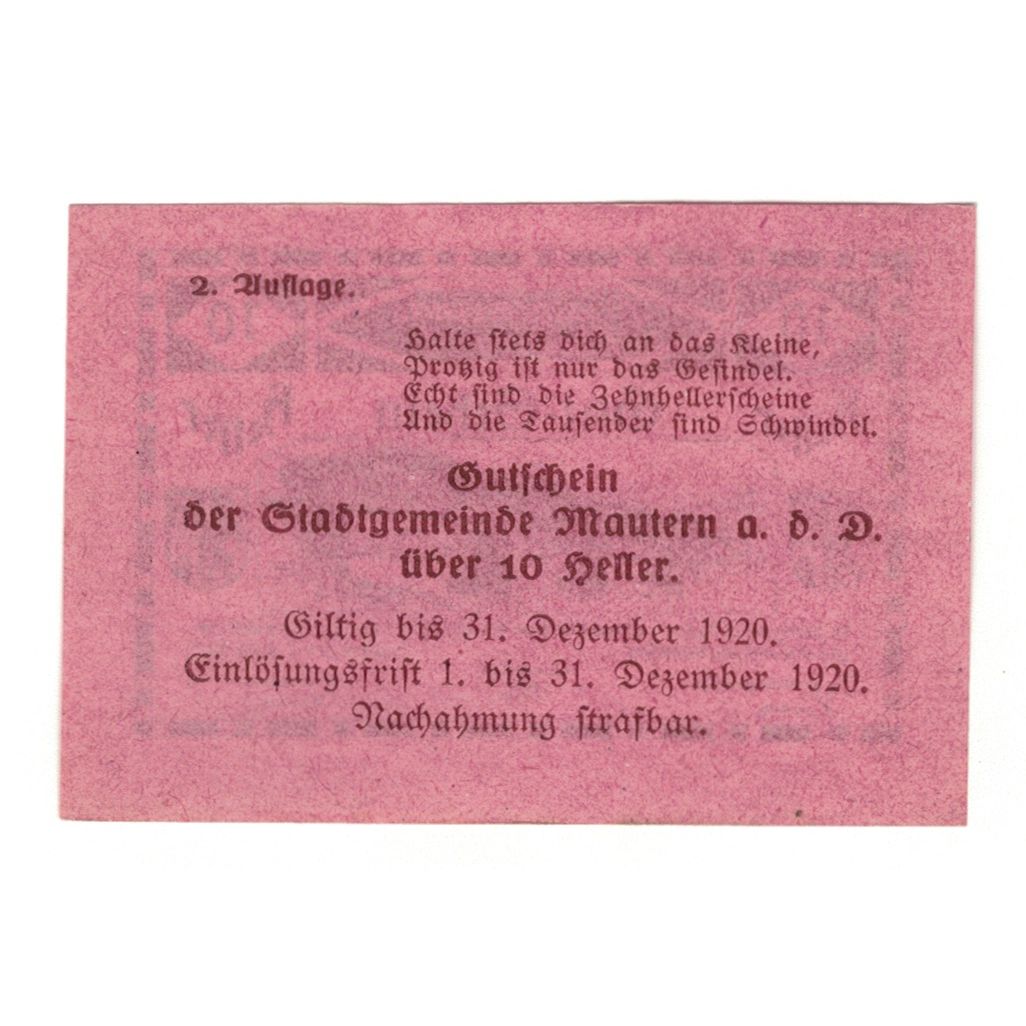 2. Auflage.
Halte stets dich an das Kleine,
Protzig ist nur das Gesindel.
Echt sind die Zehnhellerscheine
Und die Tausender sind Schwindel.
Gutschein
der Stadtgemeinde Mautern a. d. D.
über 10 Heller.
Giltig bis 31. Dezember 1920.
Einlösungsfrist 1. bis 31. Dezember 1920.
Nachahmung strafbar.